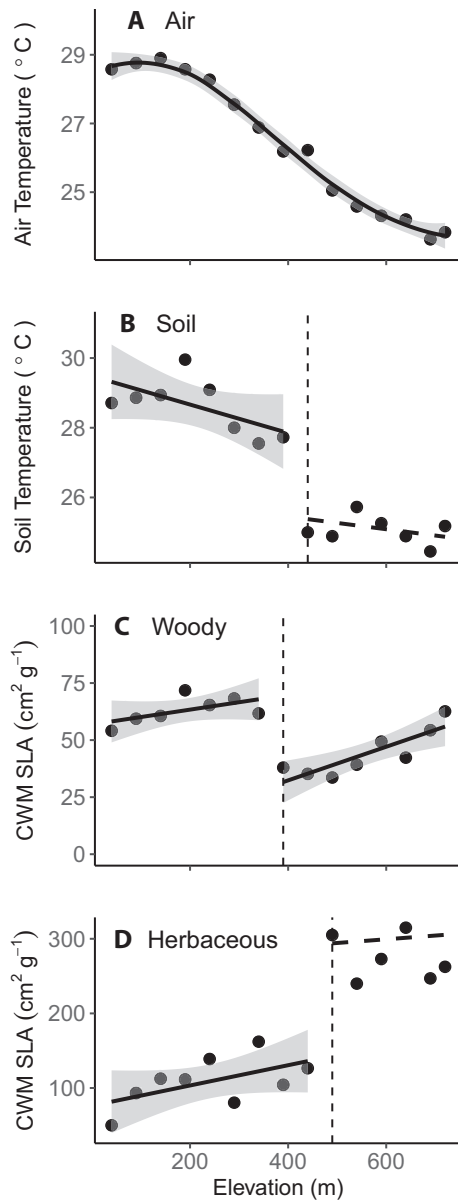 A Air
Air Temperature ( ° C )
29
27
25
B Soil
Soil Temperature ( ° C )
30
28
26
C Woody
CWM SLA (cm² g⁻¹)
100
75
50
25
0
D Herbaceous
CWM SLA (cm² g⁻¹)
300
200
100
200 400 600
Elevation (m)